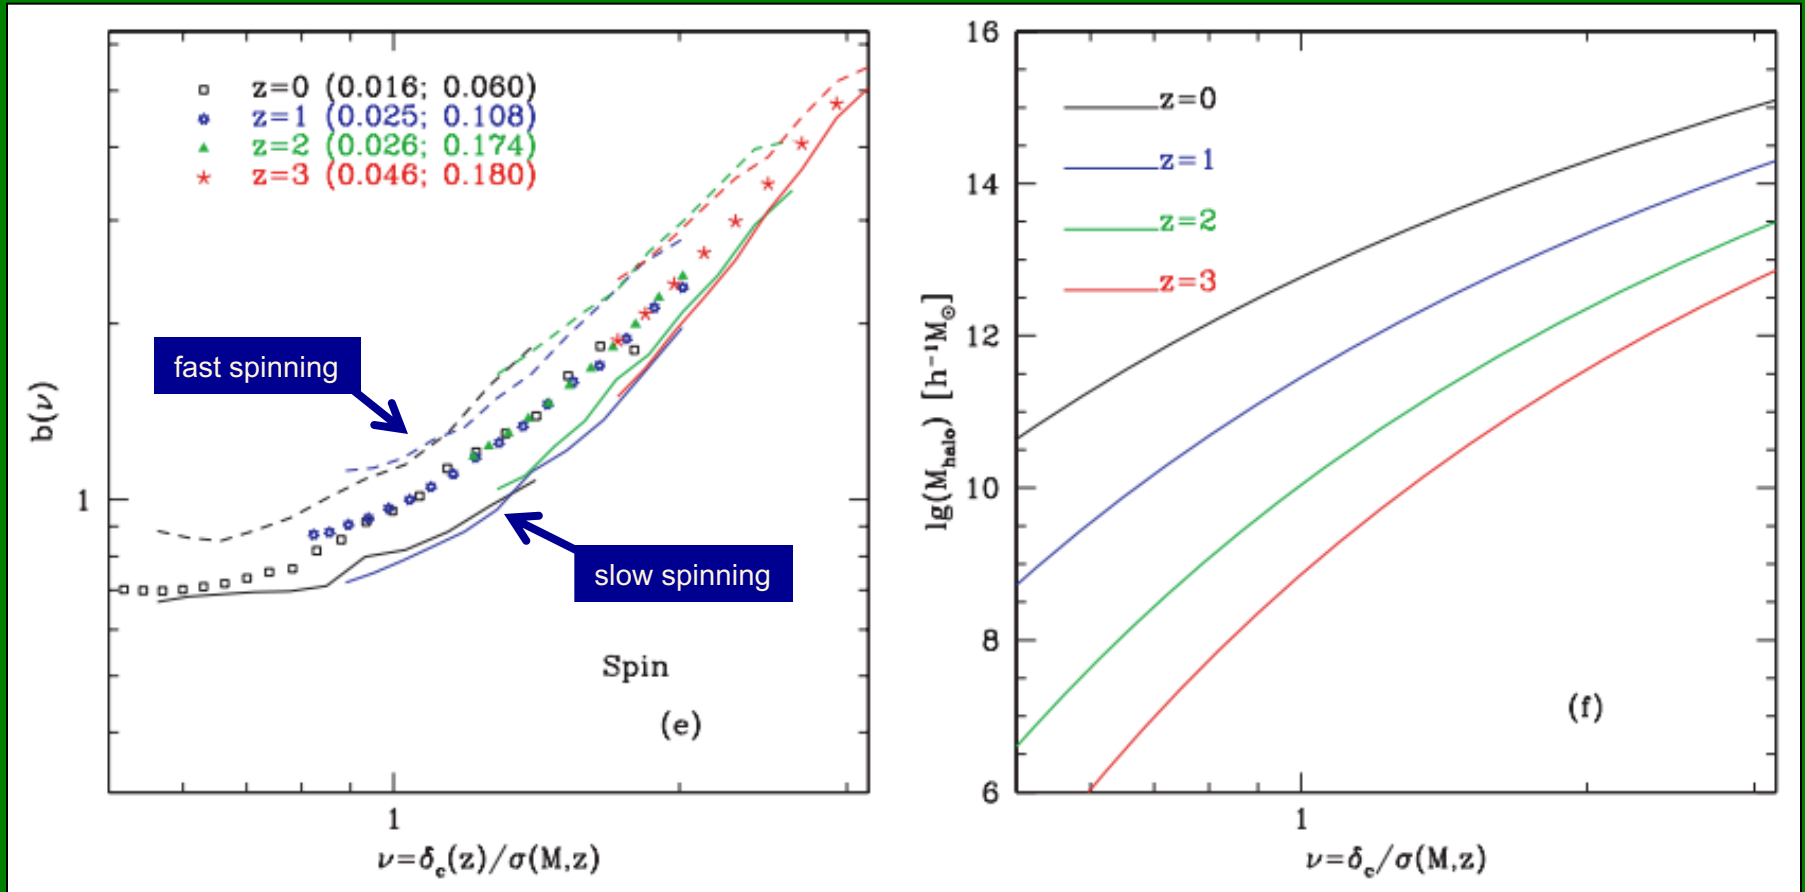 z=0 (0.016; 0.060)
z=1 (0.025; 0.108)
z=2 (0.026; 0.174)
z=3 (0.046; 0.180)
fast spinning
slow spinning
b(ν)
1
Spin
(e)
1
ν=δc(z)/σ(M,z)
16
14
12
10
8
6
lg(Mhalo) [h⁻¹M⊙]
z=0
z=1
z=2
z=3
(f)
1
ν=δc/σ(M,z)